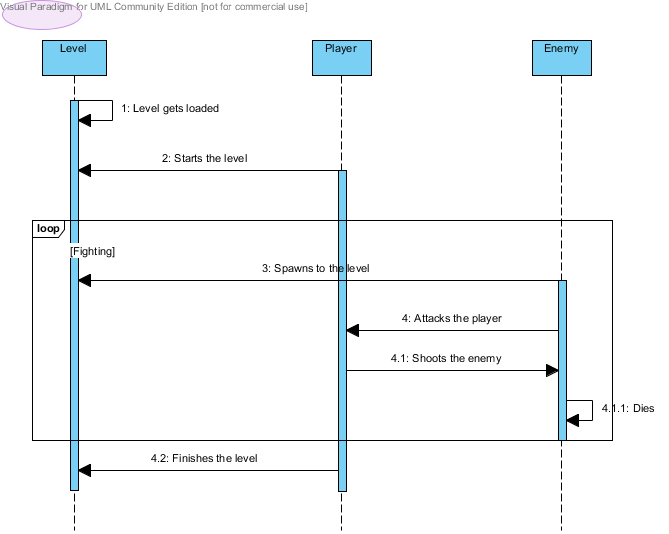 Visual Paradigm for UML Community Edition [not for commercial use]
Level
Player
Enemy
1: Level gets loaded
2: Starts the level
loop
[Fighting]
3: Spawns to the level
4: Attacks the player
4.1: Shoots the enemy
4.1.1: Dies
4.2: Finishes the level